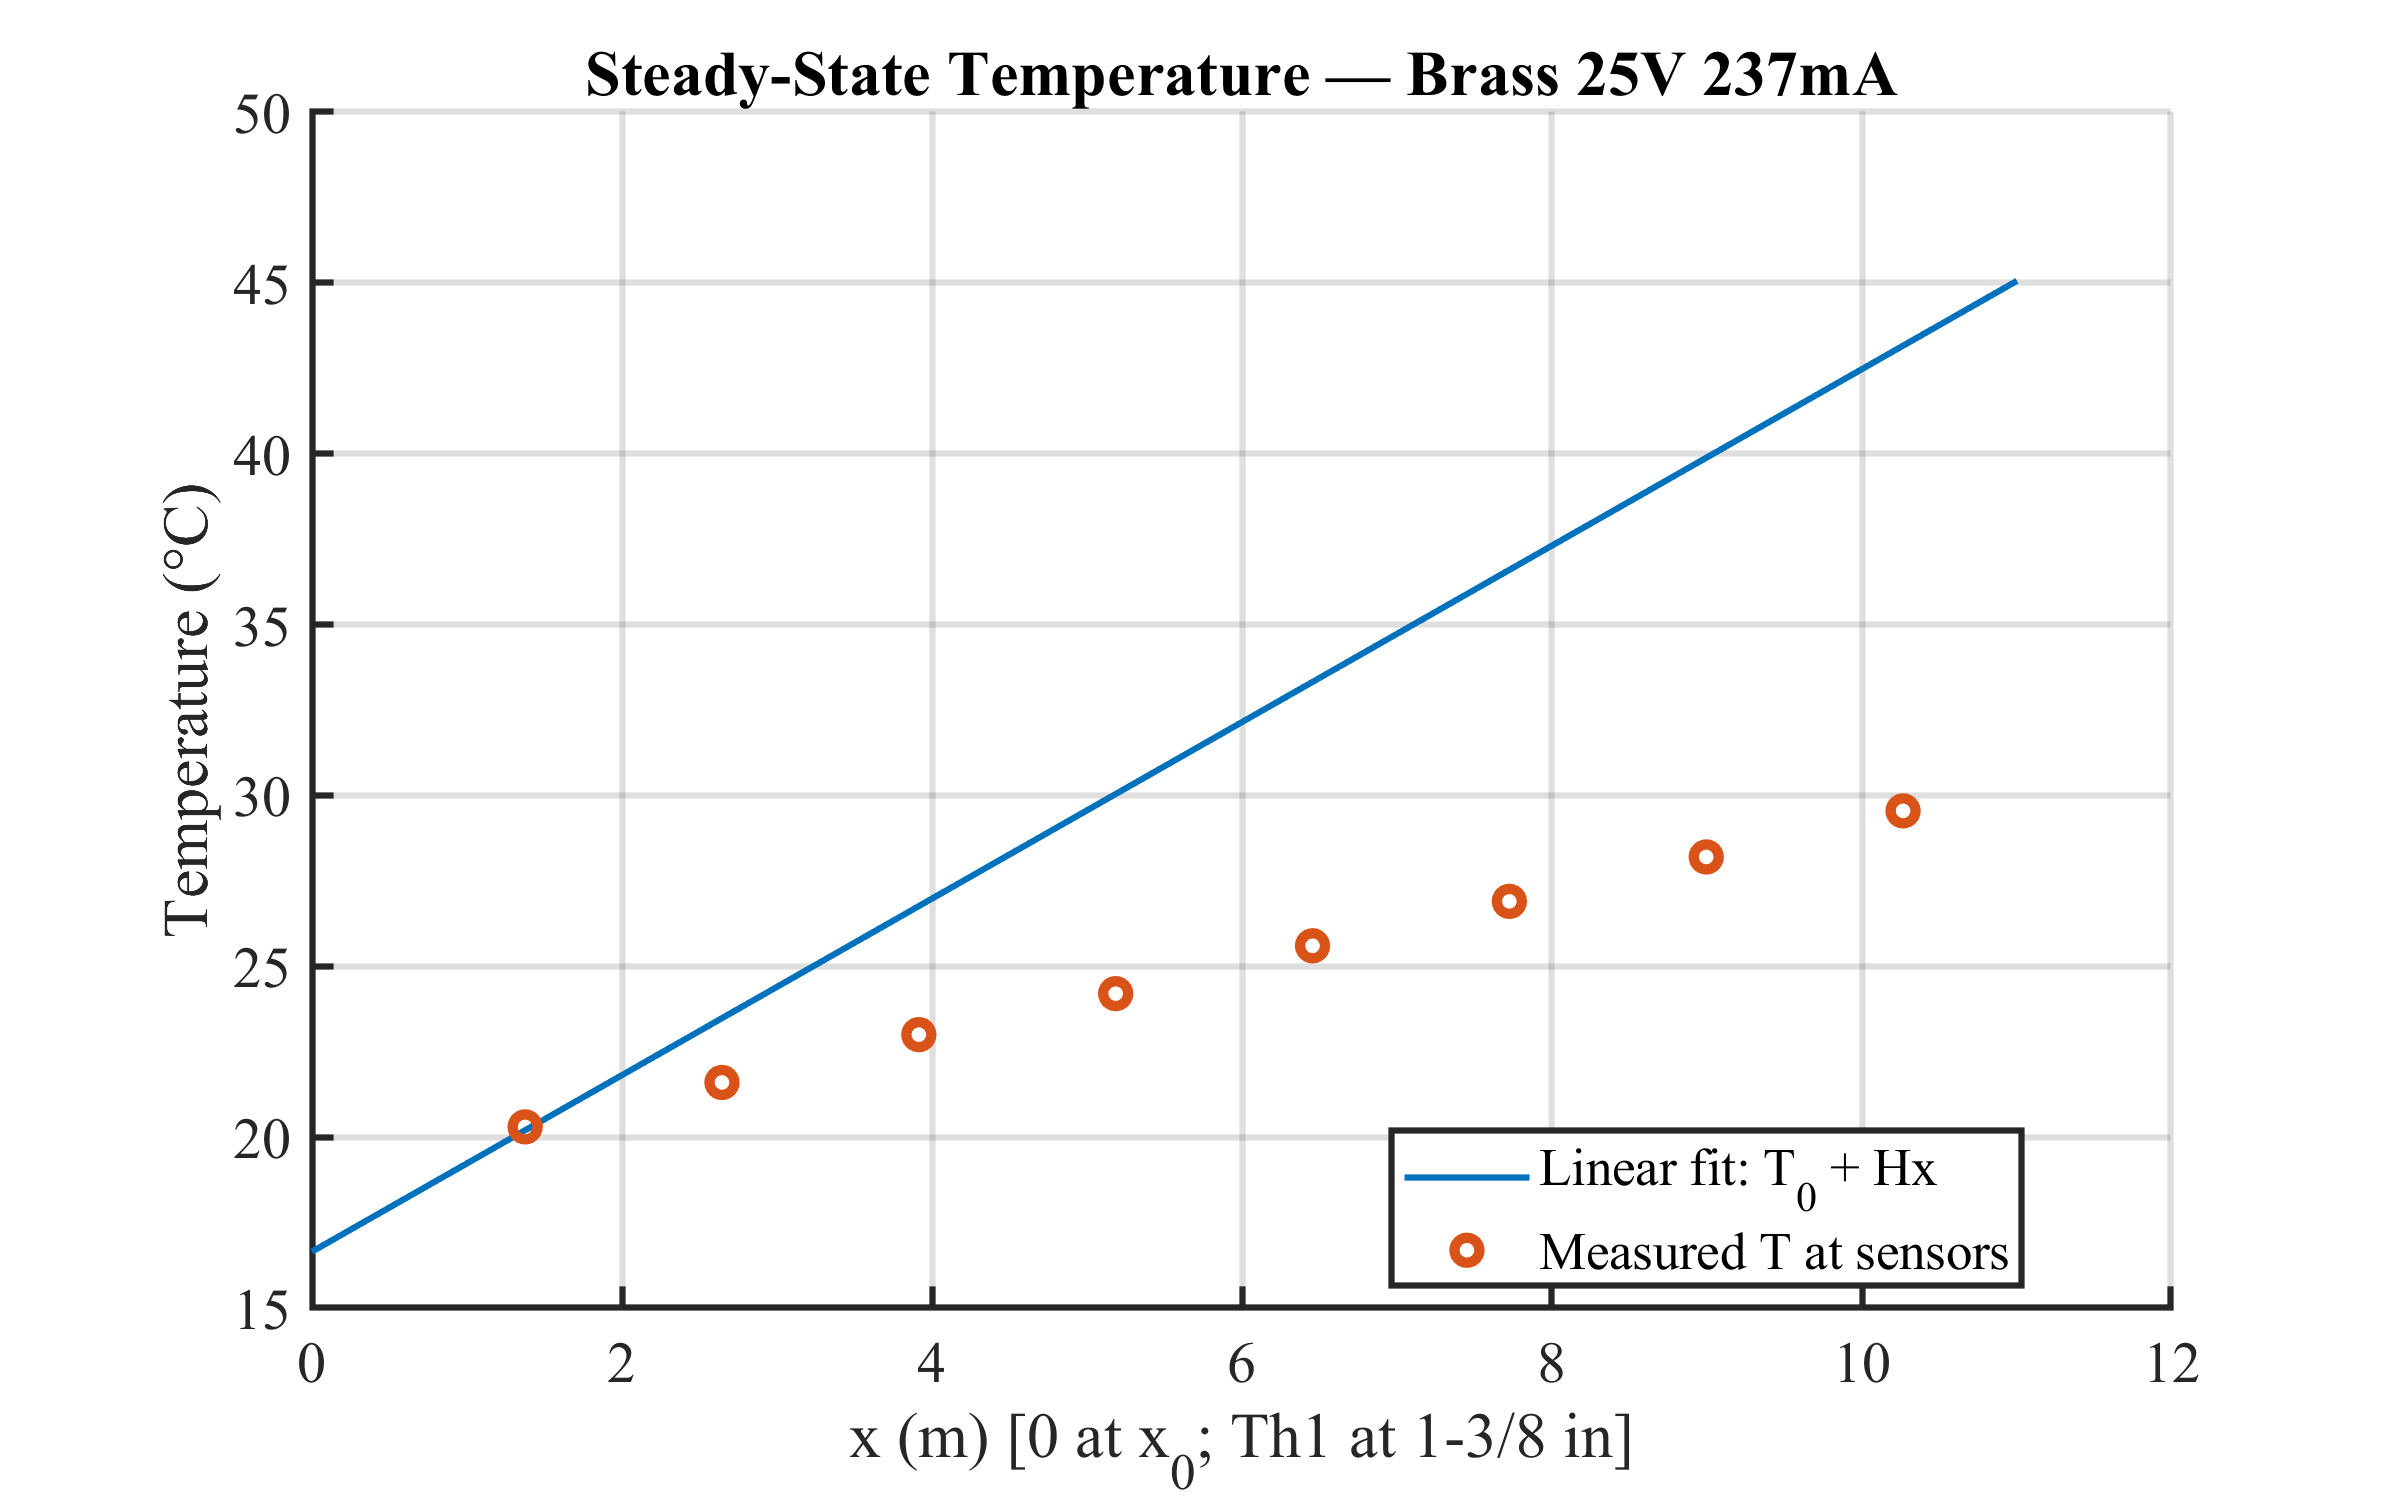 Steady-State Temperature — Brass 25V 237mA
Temperature (°C)
50
45
40
35
30
25
20
15
0 2 4 6 8 10 12
x (m) [0 at x0; Th1 at 1-3/8 in]
Linear fit: T0 + Hx
Measured T at sensors